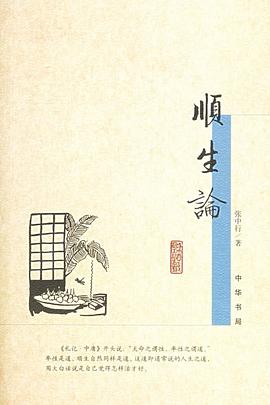 順生論
张中行／著
中华书局
《礼记·中庸》开头说，“天命之谓性，率性之谓道。”
率性是道，顺生自然同样是道，这道即通常说的人生之道，
用大白话说是自己觉得怎样活才好。